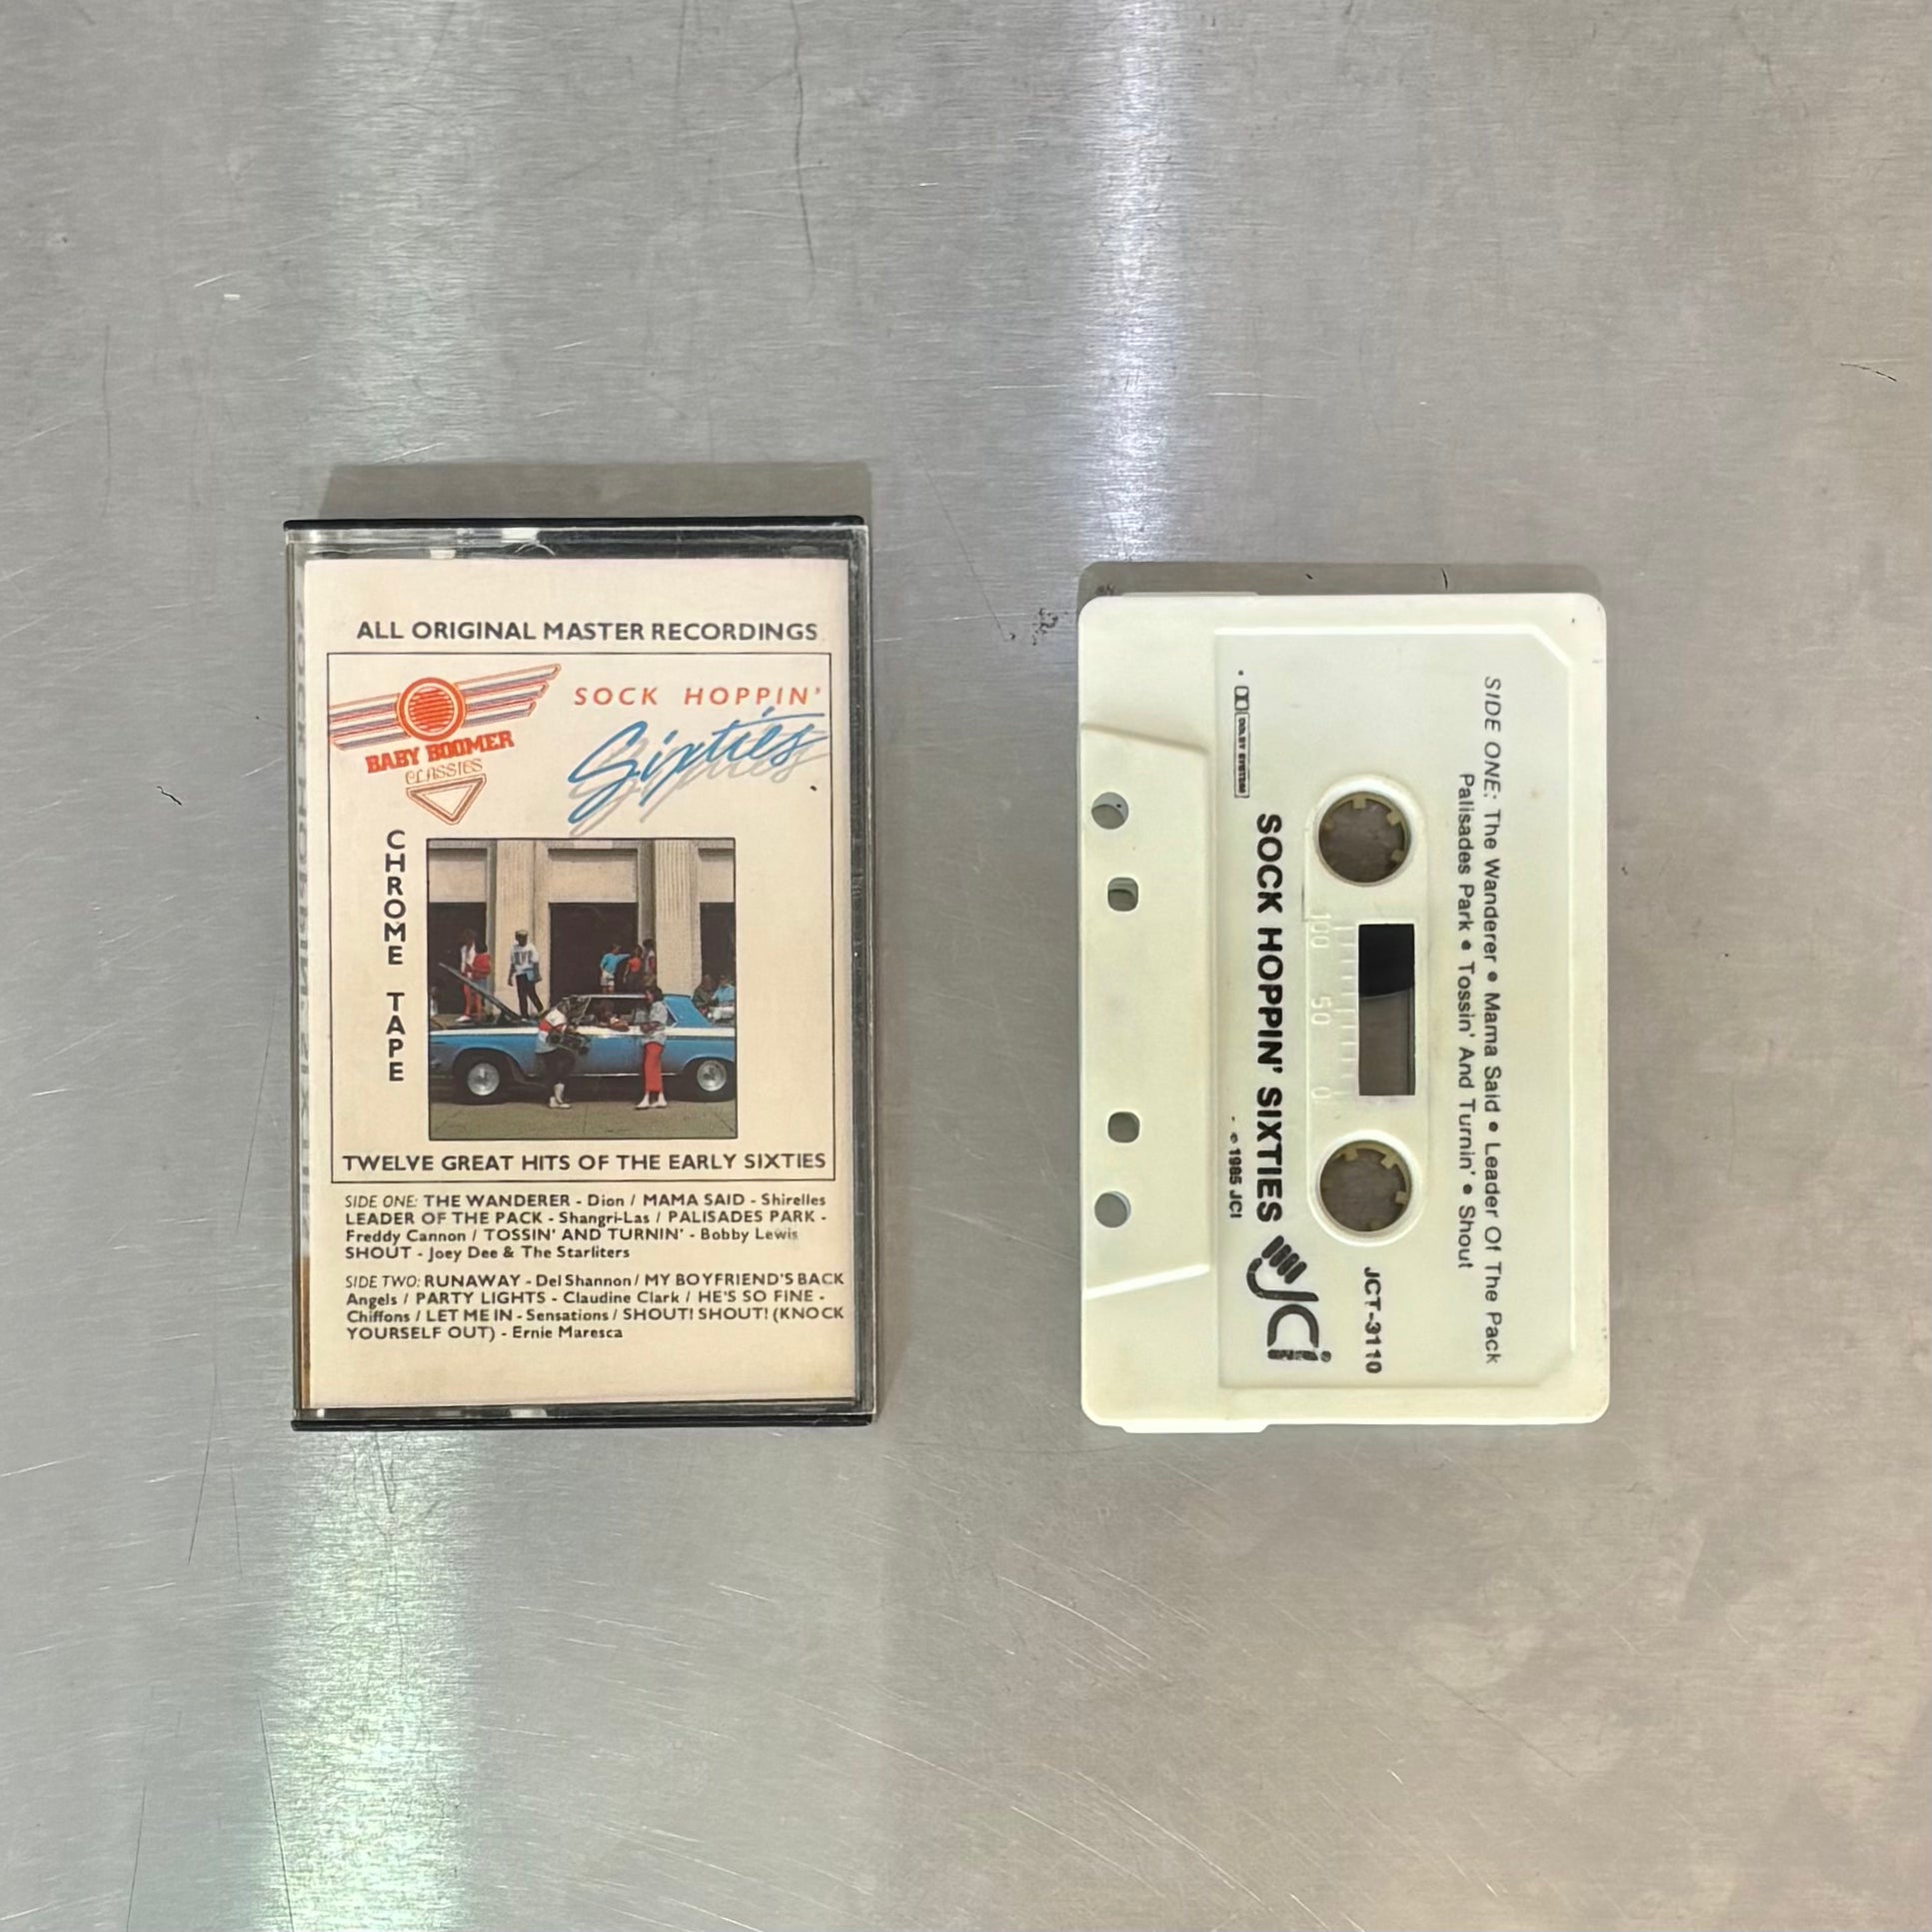 ALL ORIGINAL MASTER RECORDINGS
BABY BOOMER
CLASSICS
SOCK HOPPIN'
Sixties
CHROME TAPE
TWELVE GREAT HITS OF THE EARLY SIXTIES
SIDE ONE: THE WANDERER - Dion / MAMA SAID - Shirelles
LEADER OF THE PACK - Shangri-Las / PALISADES PARK -
Freddy Cannon / TOSSIN' AND TURNIN' - Bobby Lewis
SHOUT - Joey Dee & The Starliters
SIDE TWO: RUNAWAY - Del Shannon / MY BOYFRIEND'S BACK
Angels / PARTY LIGHTS - Claudine Clark / HE'S SO FINE -
Chiffons / LET ME IN - Sensations / SHOUT! SHOUT! (KNOCK
YOURSELF OUT) - Ernie Maresca
SIDE ONE: The Wanderer • Mama Said • Leader Of The Pack
Palisades Park • Tossin' And Turnin' • Shout
JCT-3110
100 50 0
SOCK HOPPIN' SIXTIES
JCi
DOLBY SYSTEM
© 1985 JCI